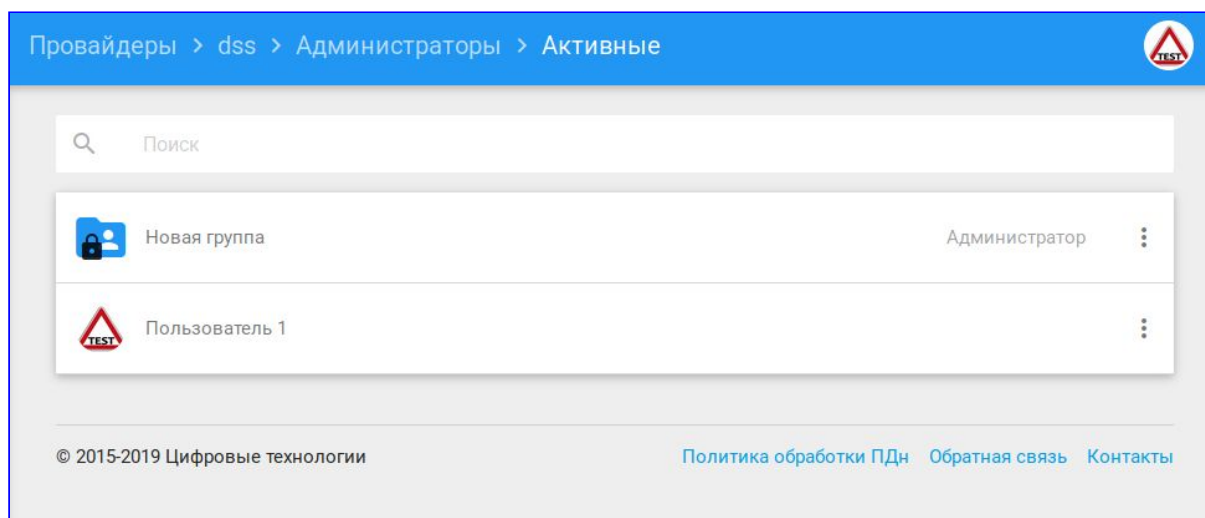 Провайдеры > dss > Администраторы > Активные
TEST
Поиск
Новая группа Администратор
TEST Пользователь 1
© 2015-2019 Цифровые технологии Политика обработки ПДн Обратная связь Контакты